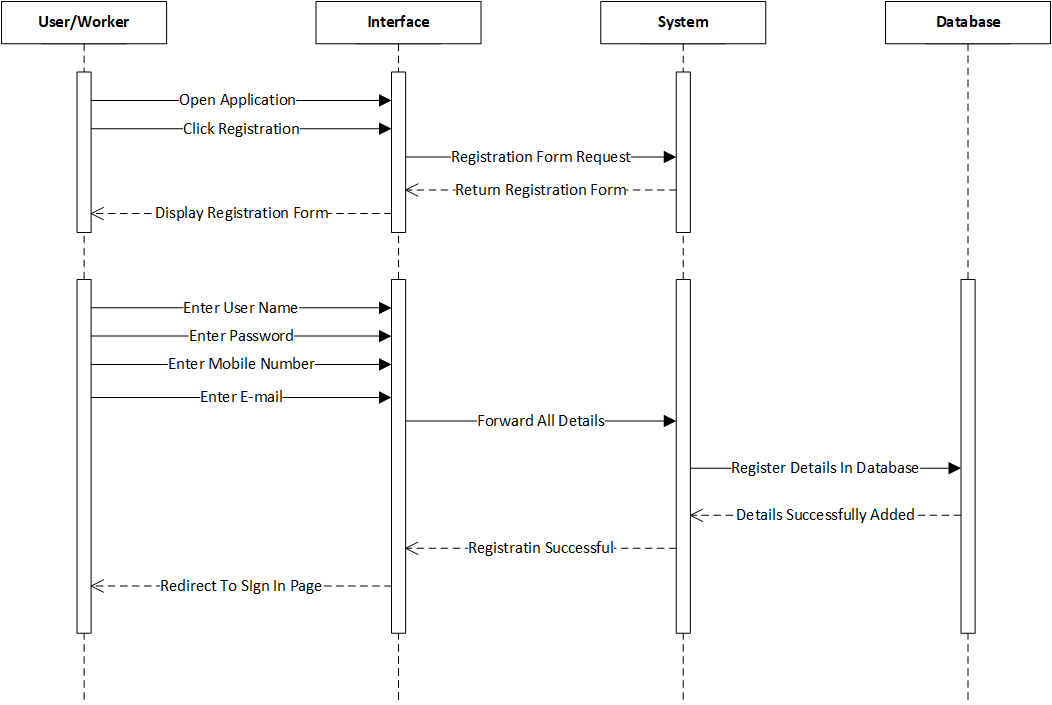 User/Worker
Interface
System
Database
Open Application
Click Registration
Registration Form Request
Return Registration Form
Display Registration Form
Enter User Name
Enter Password
Enter Mobile Number
Enter E-mail
Forward All Details
Register Details In Database
Details Successfully Added
Registratin Successful
Redirect To SIgn In Page